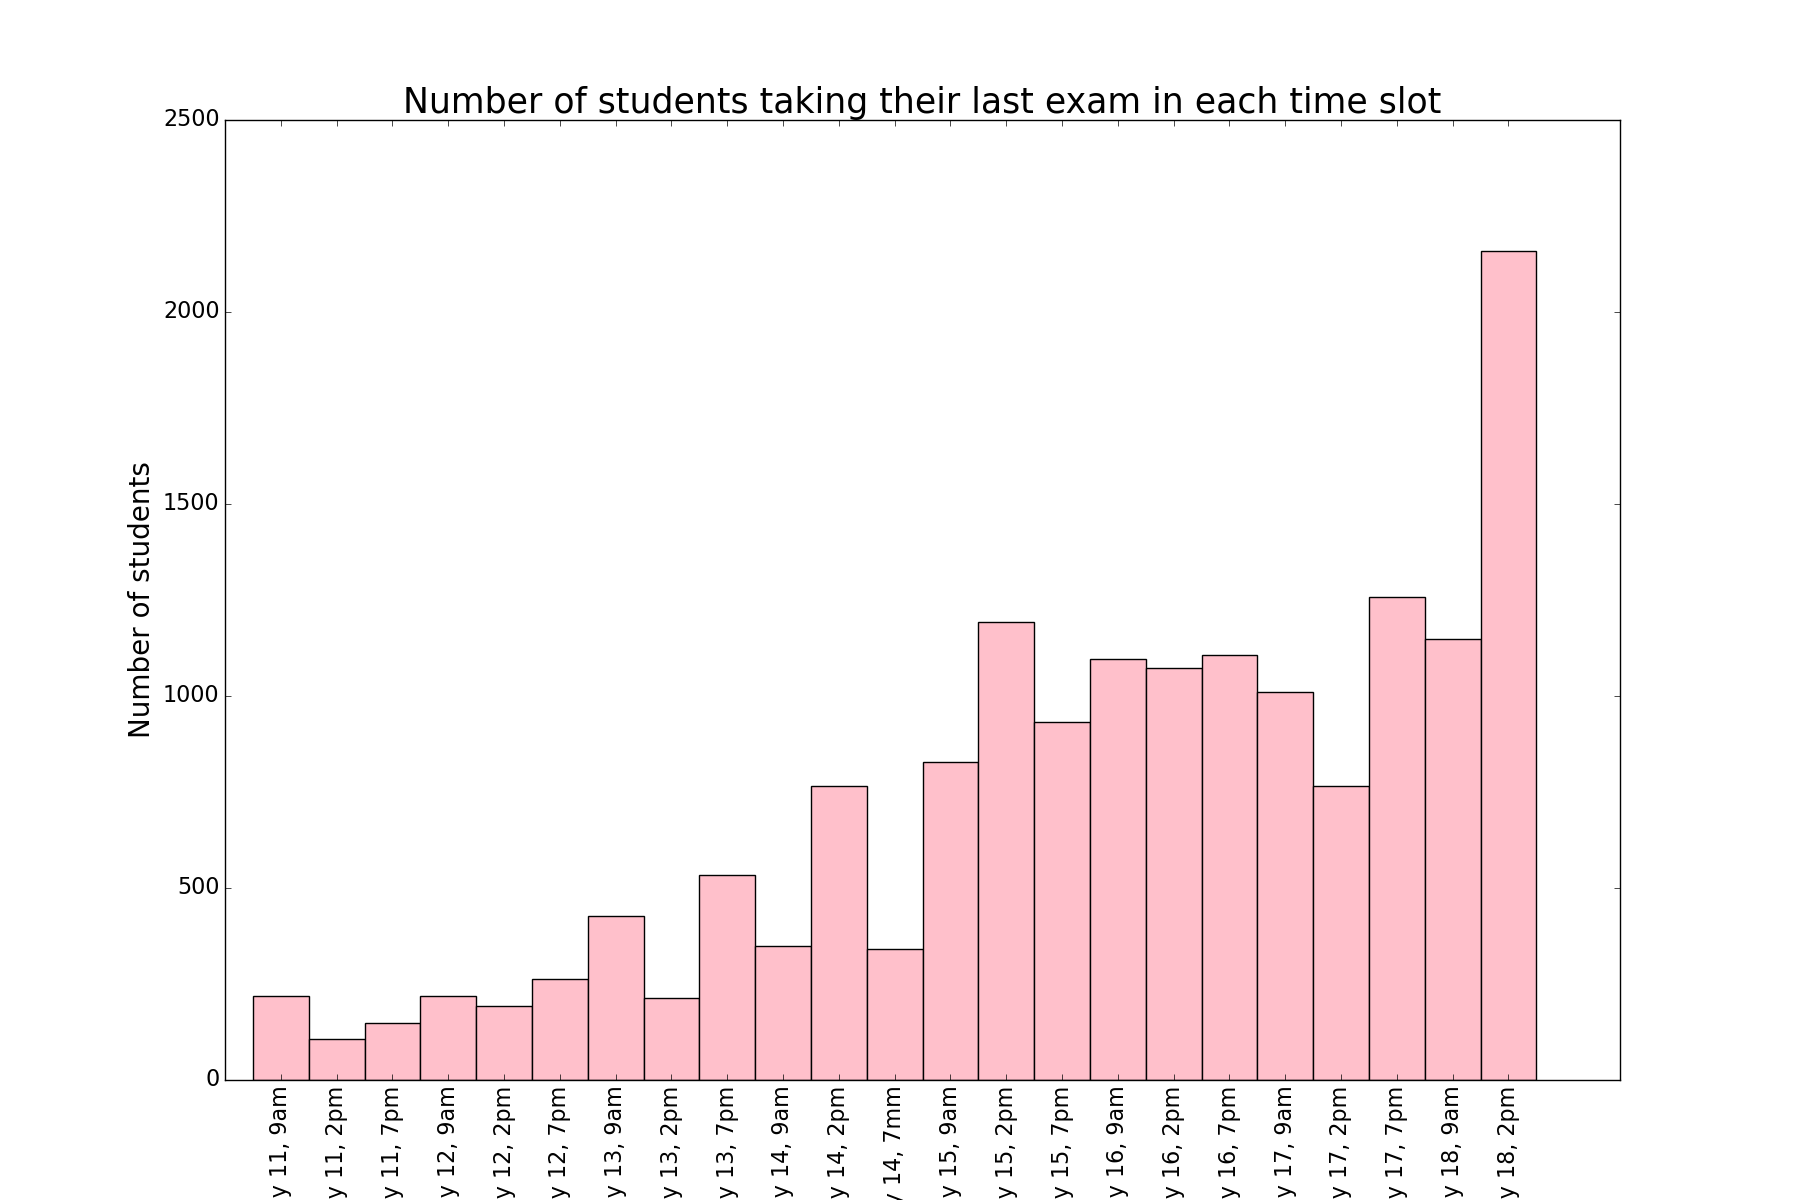 Number of students taking their last exam in each time slot
Number of students
2500
2000
1500
1000
500
0
y 11, 9am
y 11, 2pm
y 11, 7pm
y 12, 9am
y 12, 2pm
y 12, 7pm
y 13, 9am
y 13, 2pm
y 13, 7pm
y 14, 9am
y 14, 2pm
y 14, 7mm
y 15, 9am
y 15, 2pm
y 15, 7pm
y 16, 9am
y 16, 2pm
y 16, 7pm
y 17, 9am
y 17, 2pm
y 17, 7pm
y 18, 9am
y 18, 2pm